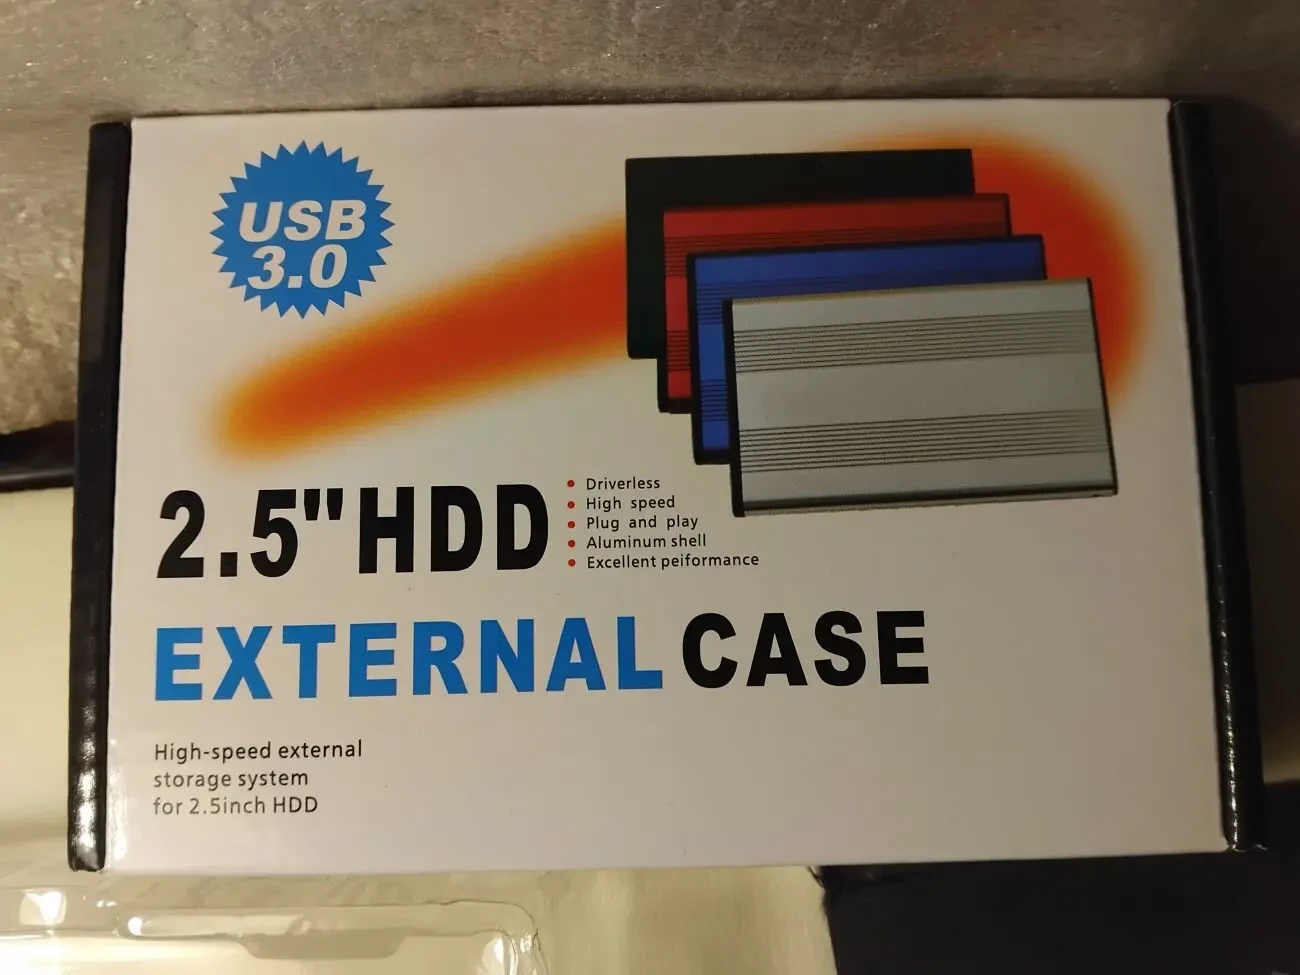 USB
3.0
2.5"HDD
Driverless
High speed
Plug and play
Aluminum shell
Excellent peiformance
EXTERNAL CASE
High-speed external
storage system
for 2.5inch HDD